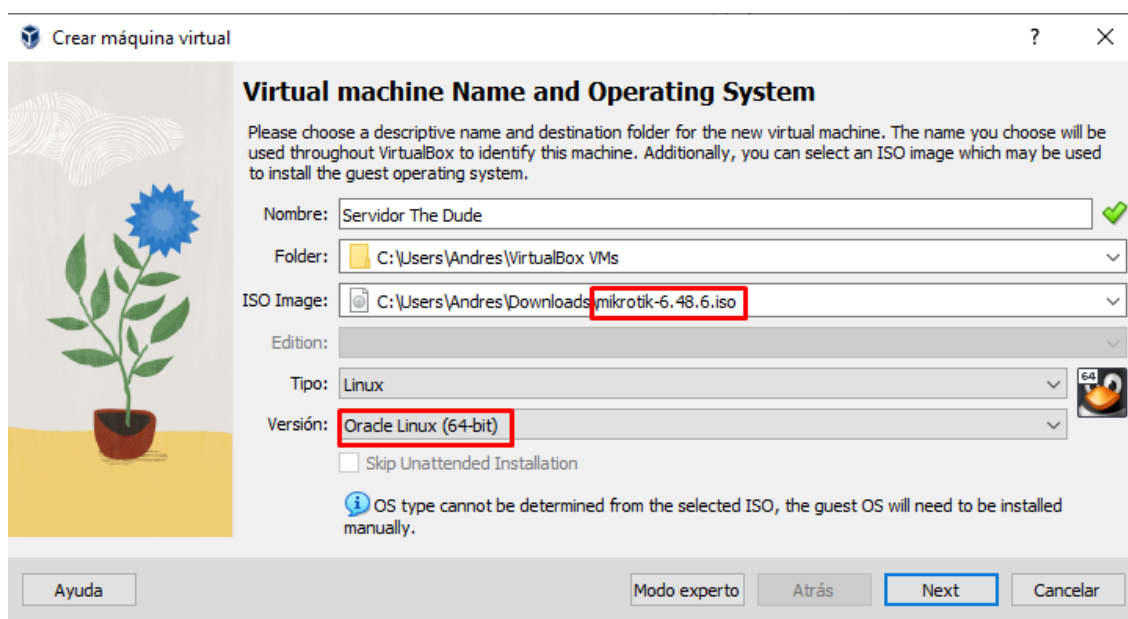 Crear máquina virtual
?
Virtual machine Name and Operating System
Please choose a descriptive name and destination folder for the new virtual machine. The name you choose will be
used throughout VirtualBox to identify this machine. Additionally, you can select an ISO image which may be used
to install the guest operating system.
Nombre: Servidor The Dude
Folder: C:\Users\Andres\VirtualBox VMs
ISO Image: C:\Users\Andres\Downloads\mikrotik-6.48.6.iso
Edition:
Tipo: Linux
64
Versión: Oracle Linux (64-bit)
Skip Unattended Installation
OS type cannot be determined from the selected ISO, the guest OS will need to be installed
manually.
Ayuda Modo experto Atrás Next Cancelar